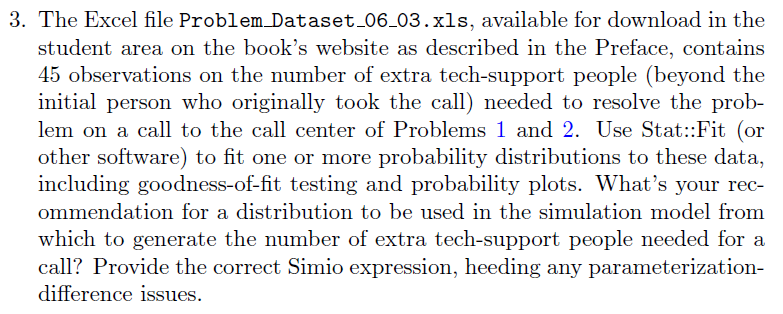 3. The Excel file Problem_Dataset_06_03.xls, available for download in the
student area on the book's website as described in the Preface, contains
45 observations on the number of extra tech-support people (beyond the
initial person who originally took the call) needed to resolve the prob-
lem on a call to the call center of Problems 1 and 2. Use Stat::Fit (or
other software) to fit one or more probability distributions to these data,
including goodness-of-fit testing and probability plots. What's your rec-
ommendation for a distribution to be used in the simulation model from
which to generate the number of extra tech-support people needed for a
call? Provide the correct Simio expression, heeding any parameterization-
difference issues.